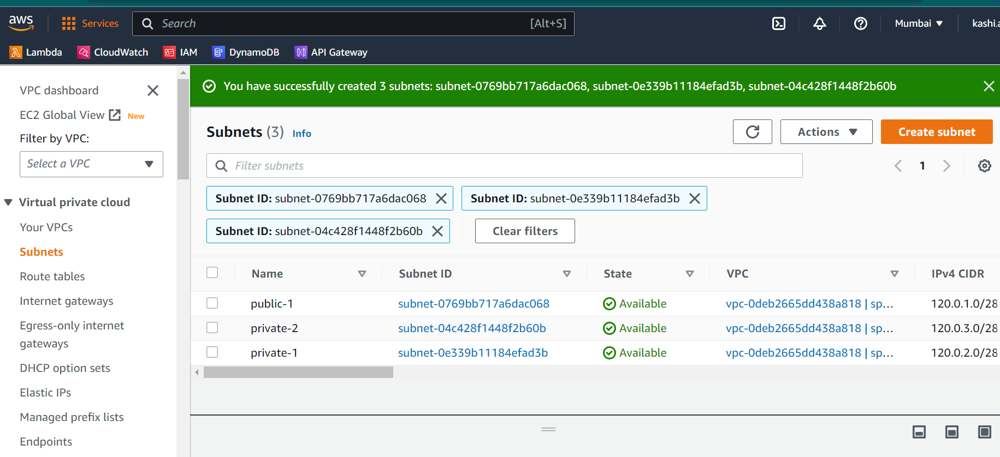 aws
Services
Search
[Alt+S]
Mumbai
kashi.a
Lambda
CloudWatch
IAM
DynamoDB
API Gateway
VPC dashboard
EC2 Global View New
Filter by VPC:
Select a VPC
Virtual private cloud
Your VPCs
Subnets
Route tables
Internet gateways
Egress-only internet
gateways
DHCP option sets
Elastic IPs
Managed prefix lists
Endpoints
You have successfully created 3 subnets: subnet-0769bb717a6dac068, subnet-0e339b11184efad3b, subnet-04c428f1448f2b60b
Subnets (3) Info
Actions
Create subnet
Filter subnets
1
Subnet ID: subnet-0769bb717a6dac068
Subnet ID: subnet-0e339b11184efad3b
Subnet ID: subnet-04c428f1448f2b60b
Clear filters
Name Subnet ID State VPC IPv4 CIDR
public-1 subnet-0769bb717a6dac068 Available vpc-0deb2665dd438a818 | sp... 120.0.1.0/28
private-2 subnet-04c428f1448f2b60b Available vpc-0deb2665dd438a818 | sp... 120.0.3.0/28
private-1 subnet-0e339b11184efad3b Available vpc-0deb2665dd438a818 | sp... 120.0.2.0/28